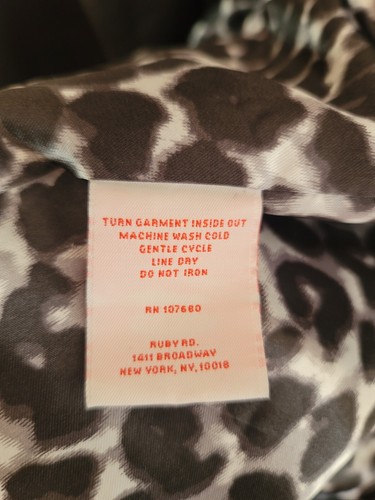 TURN GARMENT INSIDE OUT
MACHINE WASH COLD
GENTLE CYCLE
LINE DRY
DO NOT IRON
RN 107660
RUBY RD.
1411 BROADWAY
NEW YORK, NY, 10018